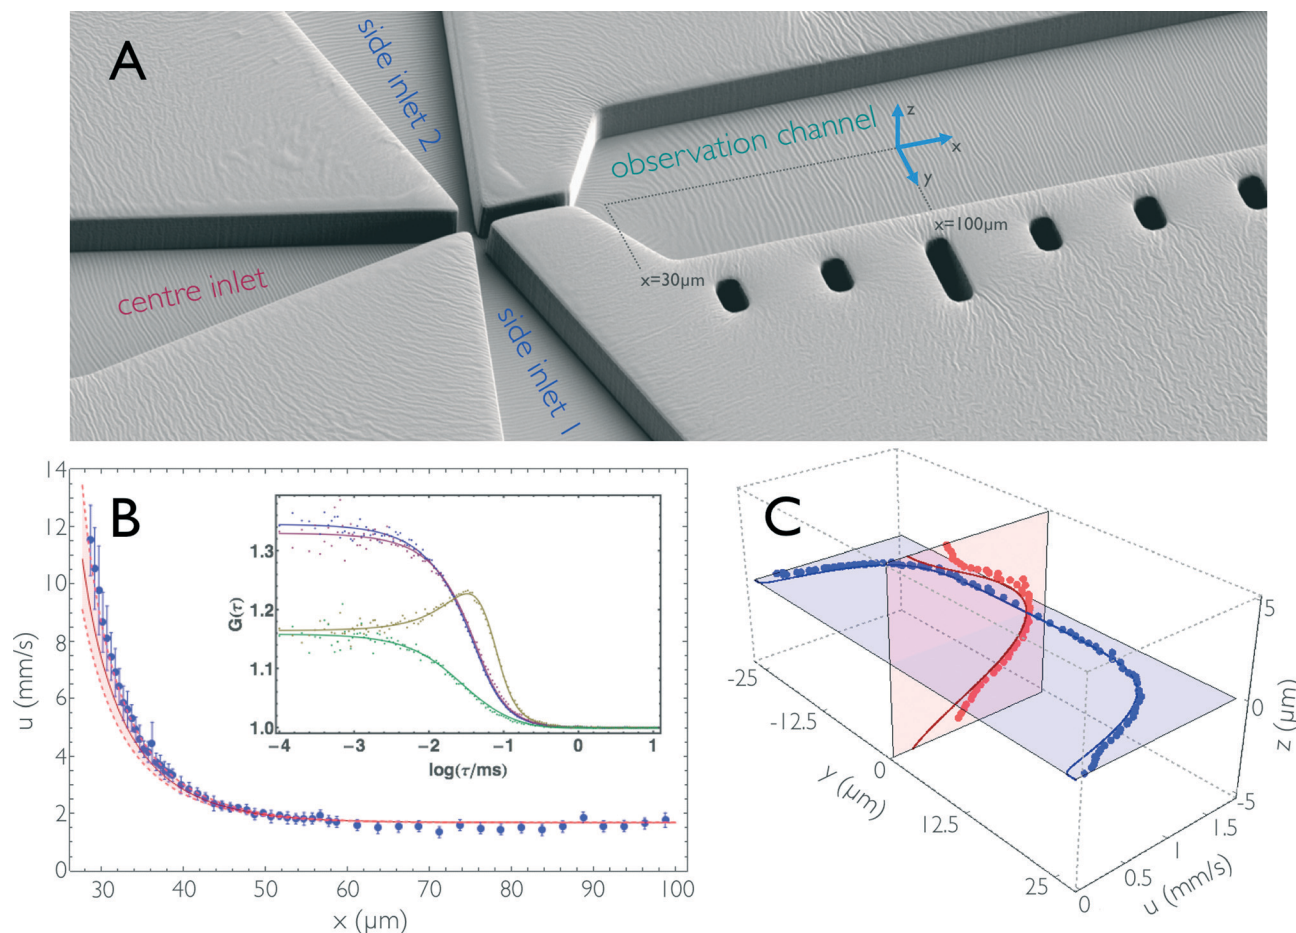 A
side inlet 2
observation channel
z
x
y
x=100μm
x=30μm
centre inlet
side inlet 1
B
14
12
10
8
6
4
2
0
u (mm/s)
30
40
50
60
70
80
90
100
x (μm)
1.3
1.2
1.1
1.0
G(τ)
−4
−3
−2
−1
0
1
log(τ/ms)
C
-25
-12.5
0
12.5
25
y (μm)
0
0.5
1
1.5
u (mm/s)
5
0
-5
z (μm)